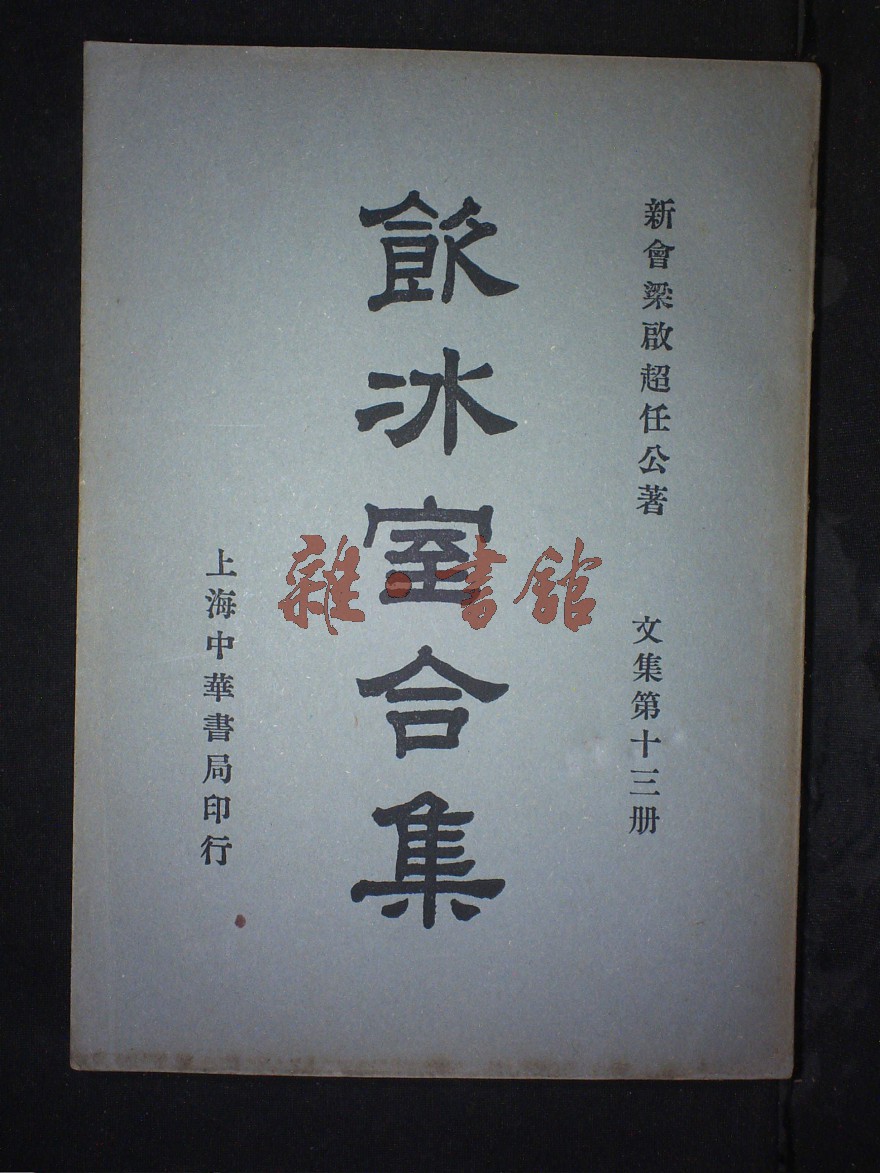 新會梁啟超任公著
文集第十三册
飲冰室合集
上海中華書局印行
雜·書館